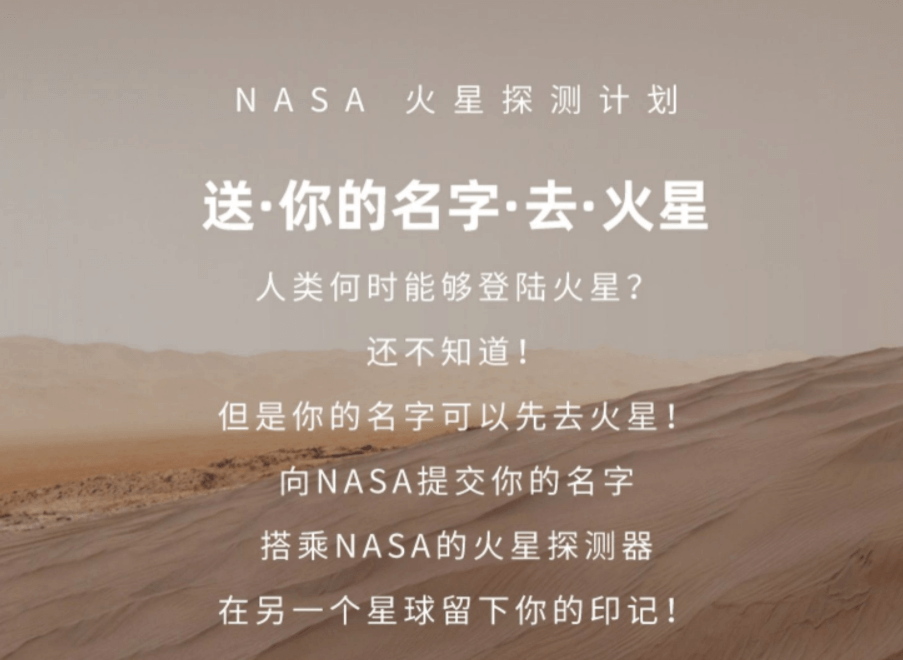 NASA 火星探测计划
送·你的名字·去·火星
人类何时能够登陆火星？
还不知道！
但是你的名字可以先去火星！
向NASA提交你的名字
搭乘NASA的火星探测器
在另一个星球留下你的印记！